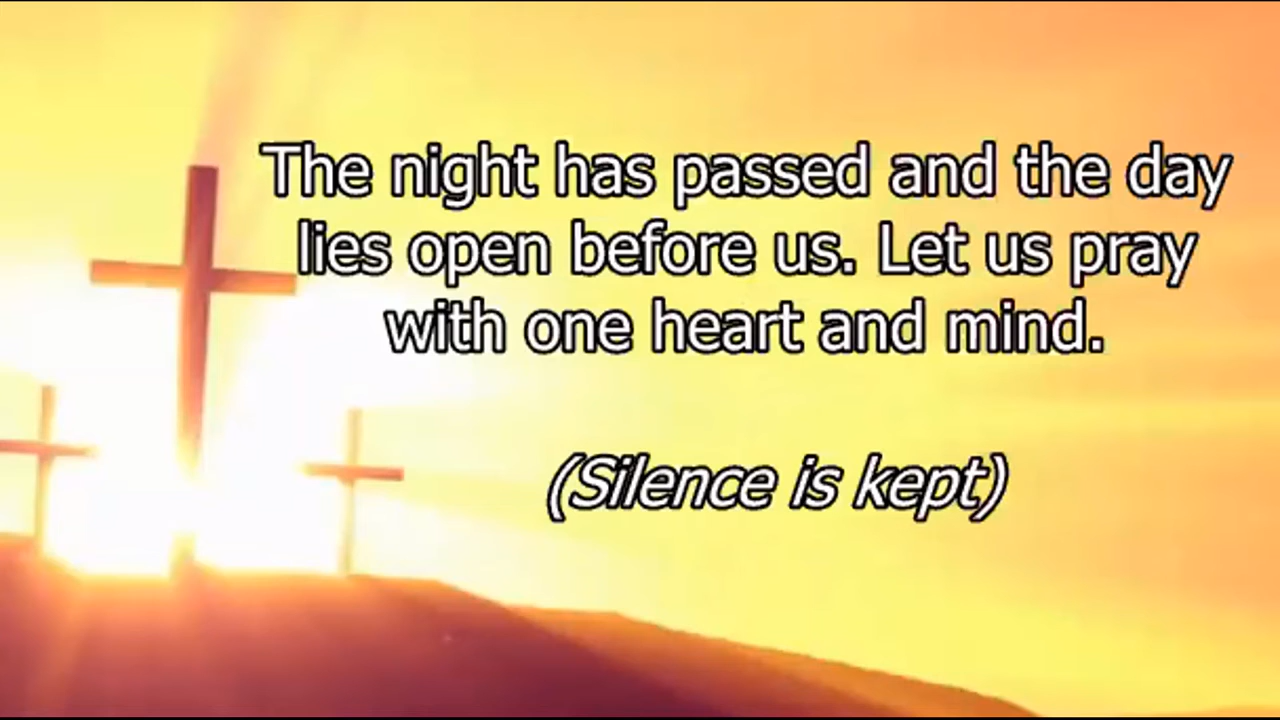 The night has passed and the day
lies open before us. Let us pray
with one heart and mind.
(Silence is kept)